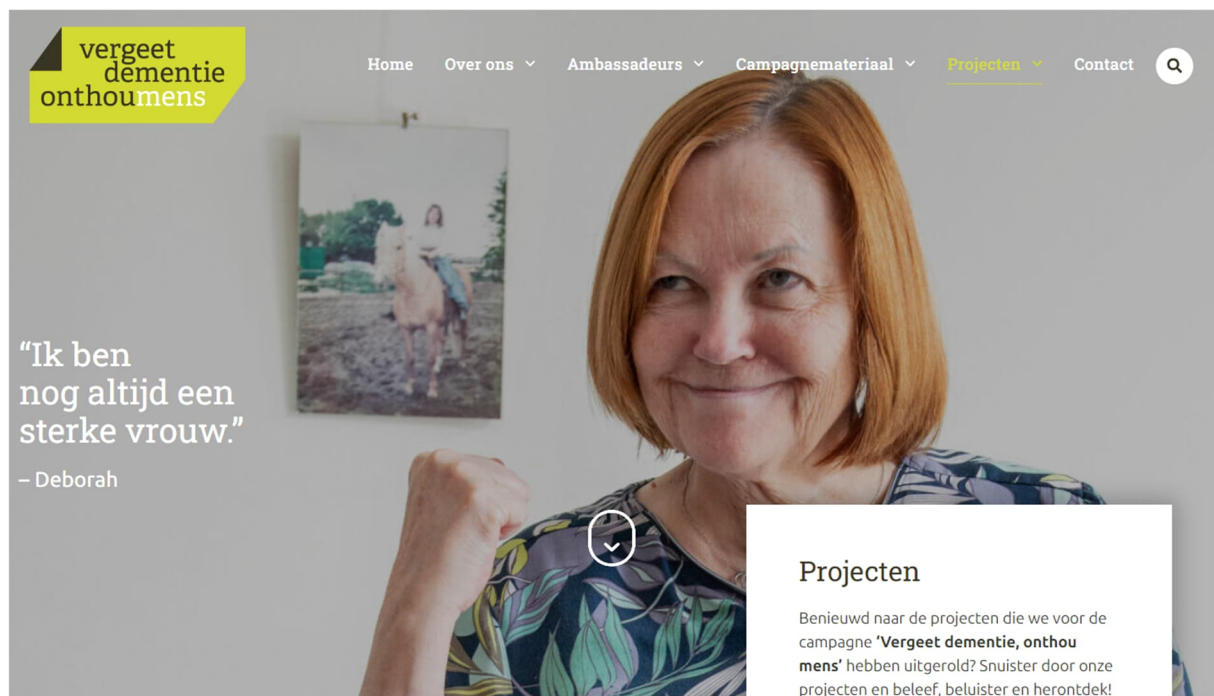 vergeet
dementie
onthoumens
Home Over ons Ambassadeurs Campagnemateriaal Projecten Contact
“Ik ben
nog altijd een
sterke vrouw.”
– Deborah
Projecten
Benieuwd naar de projecten die we voor de
campagne ‘Vergeet dementie, onthou
mens’ hebben uitgerold? Snuister door onze
projecten en beleef, beluister en herontdek!